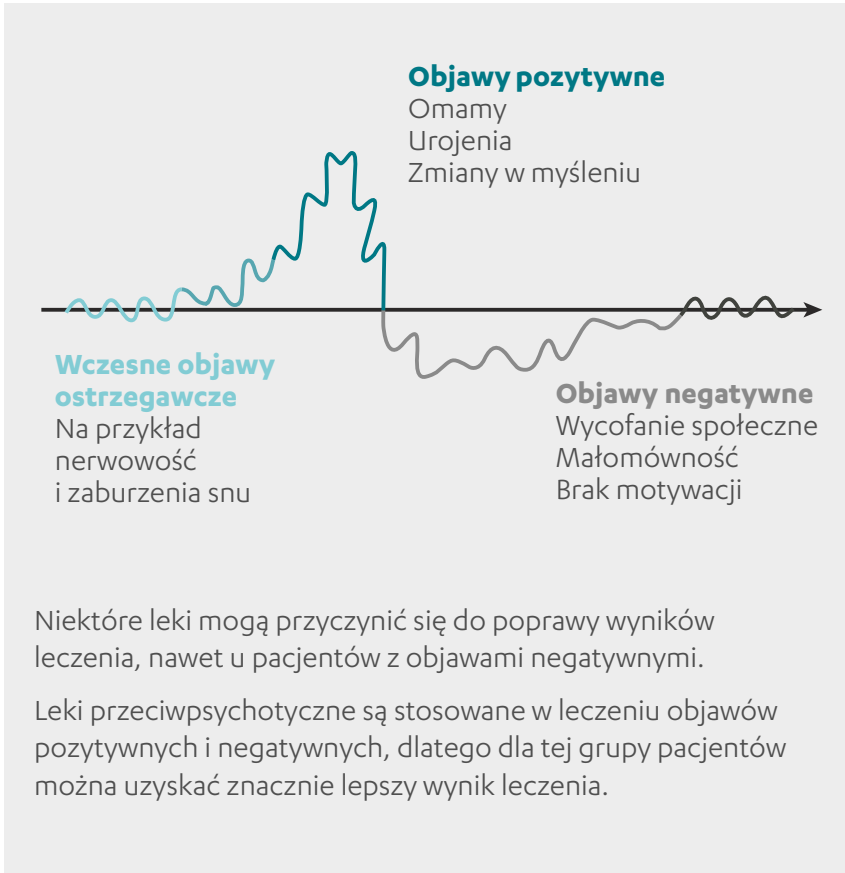 Objawy pozytywne
Omamy
Urojenia
Zmiany w myśleniu
Wczesne objawy
ostrzegawcze
Na przykład
nerwowość
i zaburzenia snu
Objawy negatywne
Wycofanie społeczne
Małomówność
Brak motywacji
Niektóre leki mogą przyczynić się do poprawy wyników
leczenia, nawet u pacjentów z objawami negatywnymi.
Leki przeciwpsychotyczne są stosowane w leczeniu objawów
pozytywnych i negatywnych, dlatego dla tej grupy pacjentów
można uzyskać znacznie lepszy wynik leczenia.